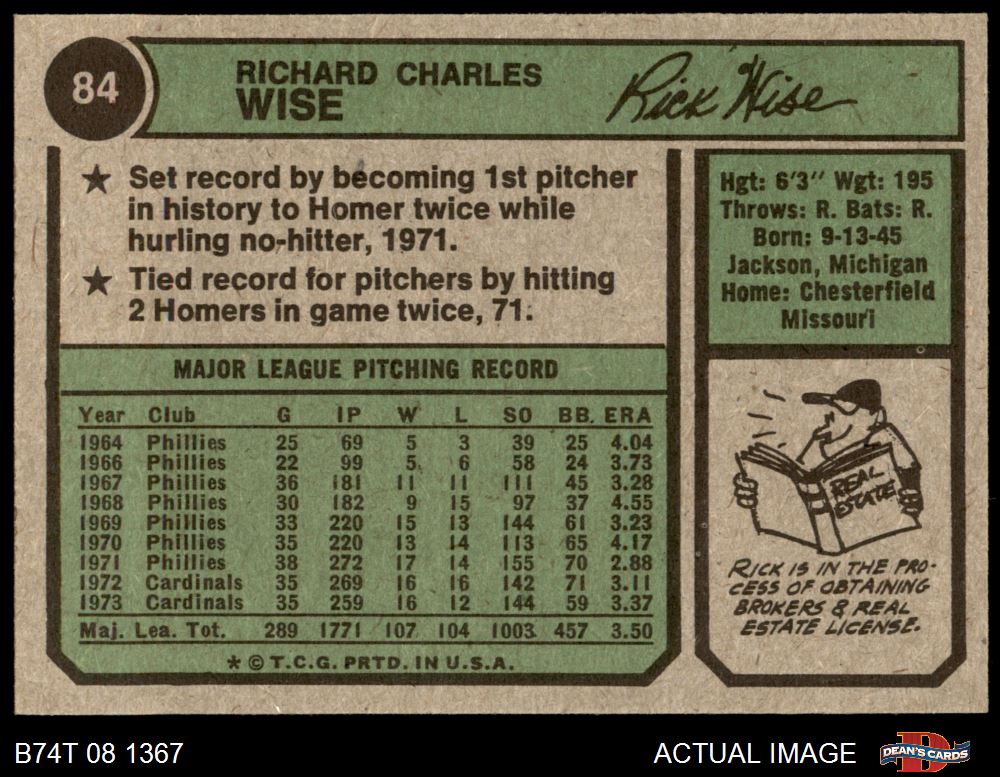 84
RICHARD CHARLES
WISE
Rick Wise
★ Set record by becoming 1st pitcher
in history to Homer twice while
hurling no-hitter, 1971.
★ Tied record for pitchers by hitting
2 Homers in game twice, 71.
Hgt: 6'3" Wgt: 195
Throws: R. Bats: R.
Born: 9-13-45
Jackson, Michigan
Home: Chesterfield
Missouri
MAJOR LEAGUE PITCHING RECORD
Year Club G IP W L SO BB. ERA
1964 Phillies 25 69 5 3 39 25 4.04
1966 Phillies 22 99 5 6 58 24 3.73
1967 Phillies 36 181 11 11 111 45 3.28
1968 Phillies 30 182 9 15 97 37 4.55
1969 Phillies 33 220 15 13 144 61 3.23
1970 Phillies 35 220 13 14 113 65 4.17
1971 Phillies 38 272 17 14 155 70 2.88
1972 Cardinals 35 269 16 16 142 71 3.11
1973 Cardinals 35 259 16 12 144 59 3.37
Maj. Lea. Tot. 289 1771 107 104 1003 457 3.50
* © T.C.G. PRTD. IN U.S.A.
REAL
ESTATE
RICK IS IN THE PRO-
CESS OF OBTAINING
BROKERS & REAL
ESTATE LICENSE.
B74T 08 1367
ACTUAL IMAGE
DEAN'S CARDS